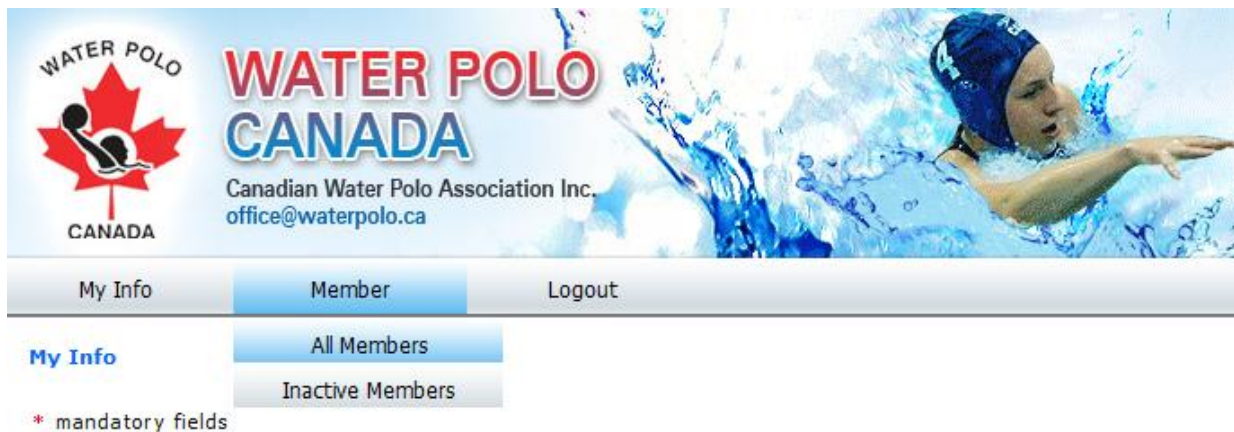 WATER POLO
CANADA
WATER POLO
CANADA
Canadian Water Polo Association Inc.
office@waterpolo.ca
4
My Info Member Logout
All Members
My Info
Inactive Members
* mandatory fields